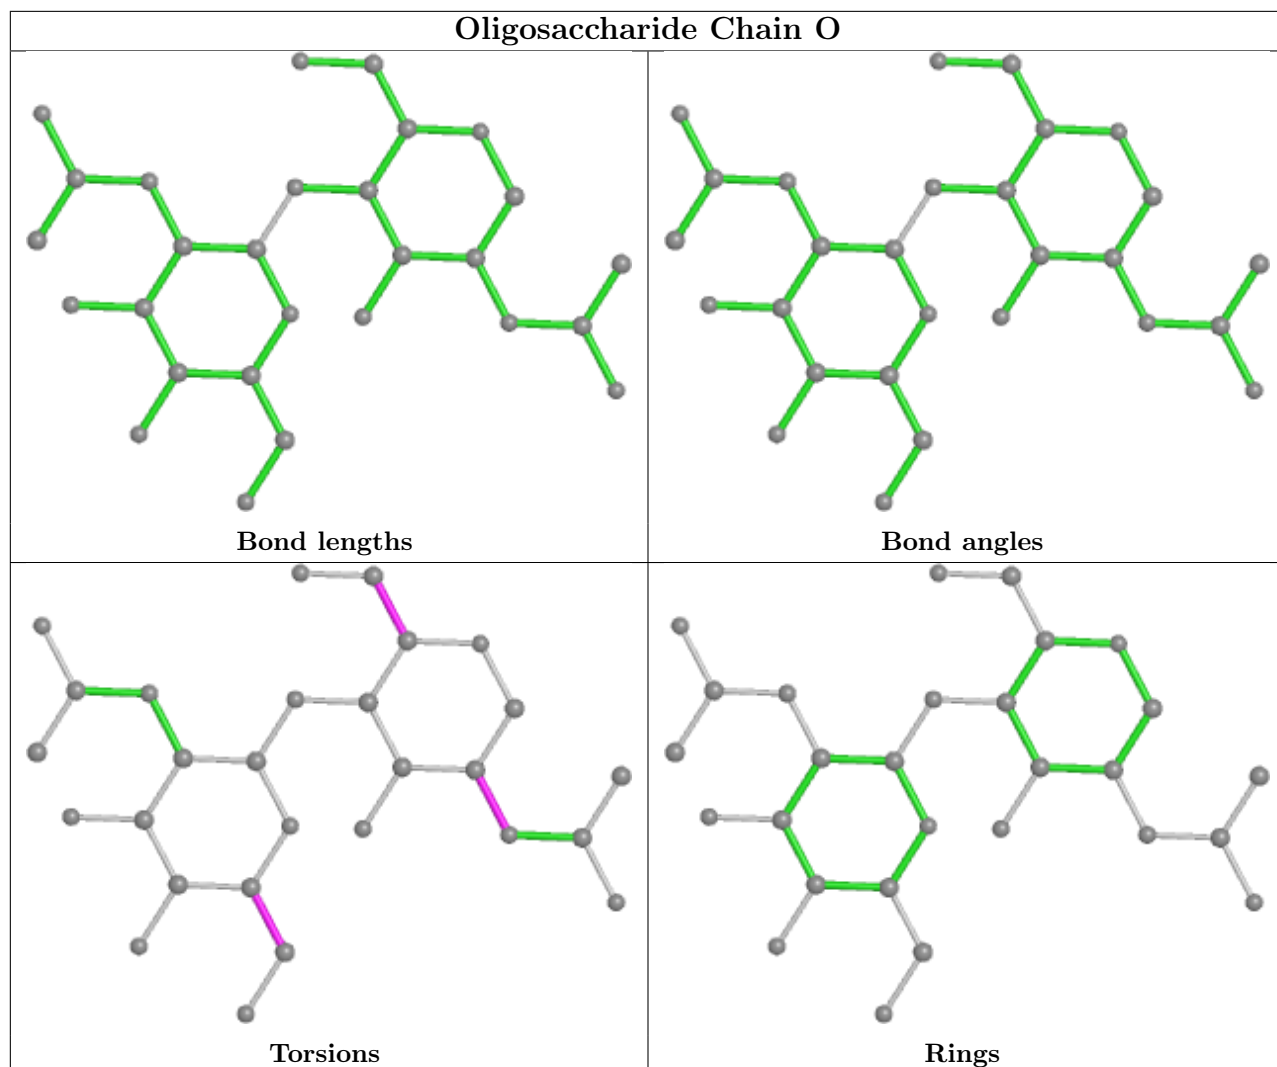 Oligosaccharide Chain O
Bond lengths
Bond angles
Torsions
Rings